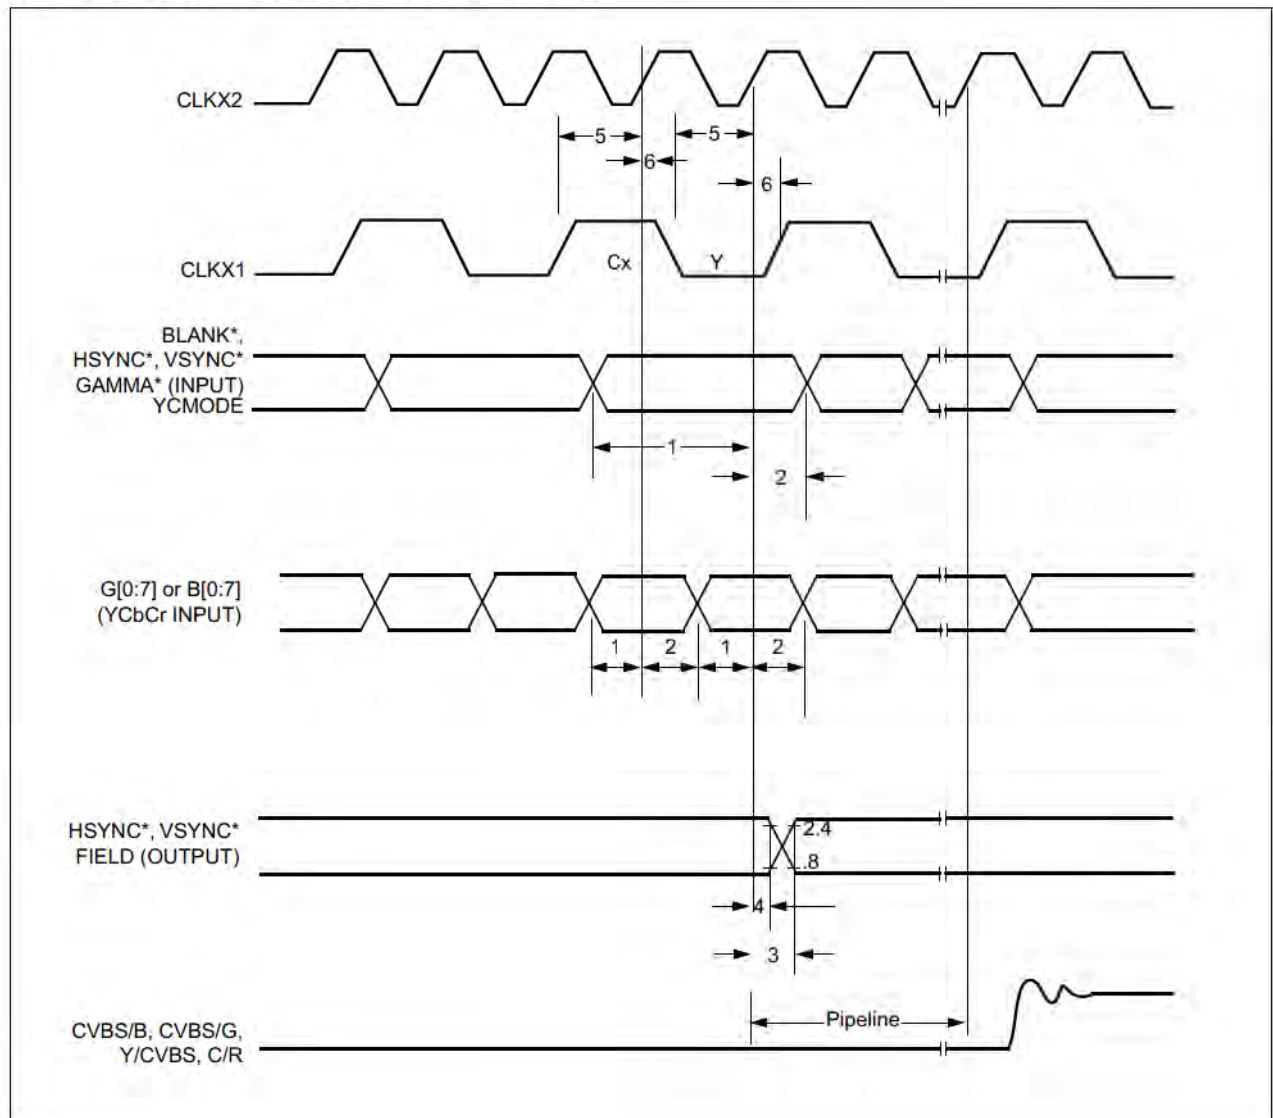 CLKX2
5
5
6
6
CLKX1
Cx
Y
BLANK*,
HSYNC*, VSYNC*
GAMMA* (INPUT)
YCMODE
1
2
G[0:7] or B[0:7]
(YCbCr INPUT)
1
2
1
2
HSYNC*, VSYNC*
FIELD (OUTPUT)
2.4
.8
4
3
CVBS/B, CVBS/G,
Y/CVBS, C/R
Pipeline